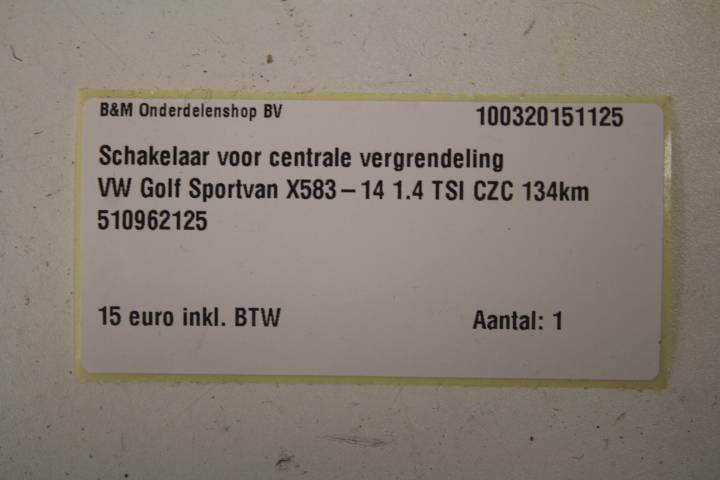 B&M Onderdelenshop BV 100320151125
Schakelaar voor centrale vergrendeling
VW Golf Sportvan X583-14 1.4 TSI CZC 134km
510962125
15 euro inkl. BTW Aantal: 1